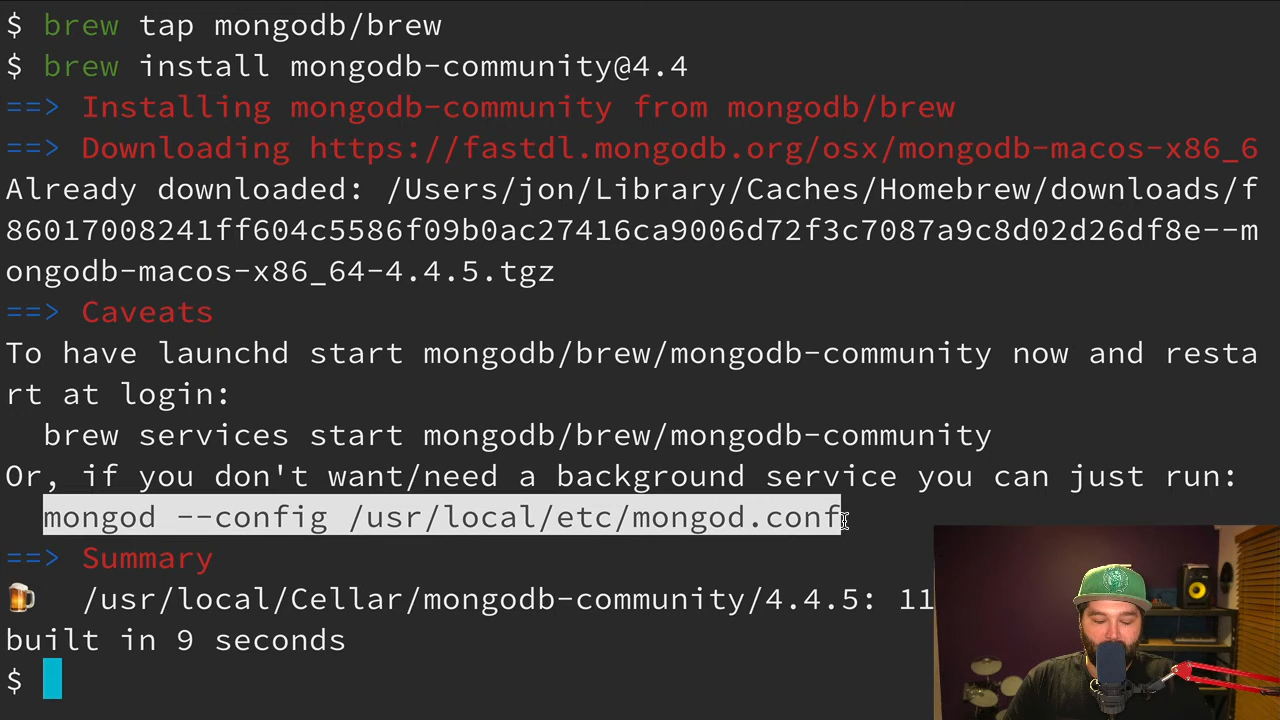 $ brew tap mongodb/brew
$ brew install mongodb-community@4.4
==> Installing mongodb-community from mongodb/brew
==> Downloading https://fastdl.mongodb.org/osx/mongodb-macos-x86_6
Already downloaded: /Users/jon/Library/Caches/Homebrew/downloads/f
86017008241ff604c5586f09b0ac27416ca9006d72f3c7087a9c8d02d26df8e--m
ongodb-macos-x86_64-4.4.5.tgz
==> Caveats
To have launchd start mongodb/brew/mongodb-community now and resta
rt at login:
brew services start mongodb/brew/mongodb-community
Or, if you don't want/need a background service you can just run:
mongod --config /usr/local/etc/mongod.conf
==> Summary
🍺 /usr/local/Cellar/mongodb-community/4.4.5: 11
built in 9 seconds
$